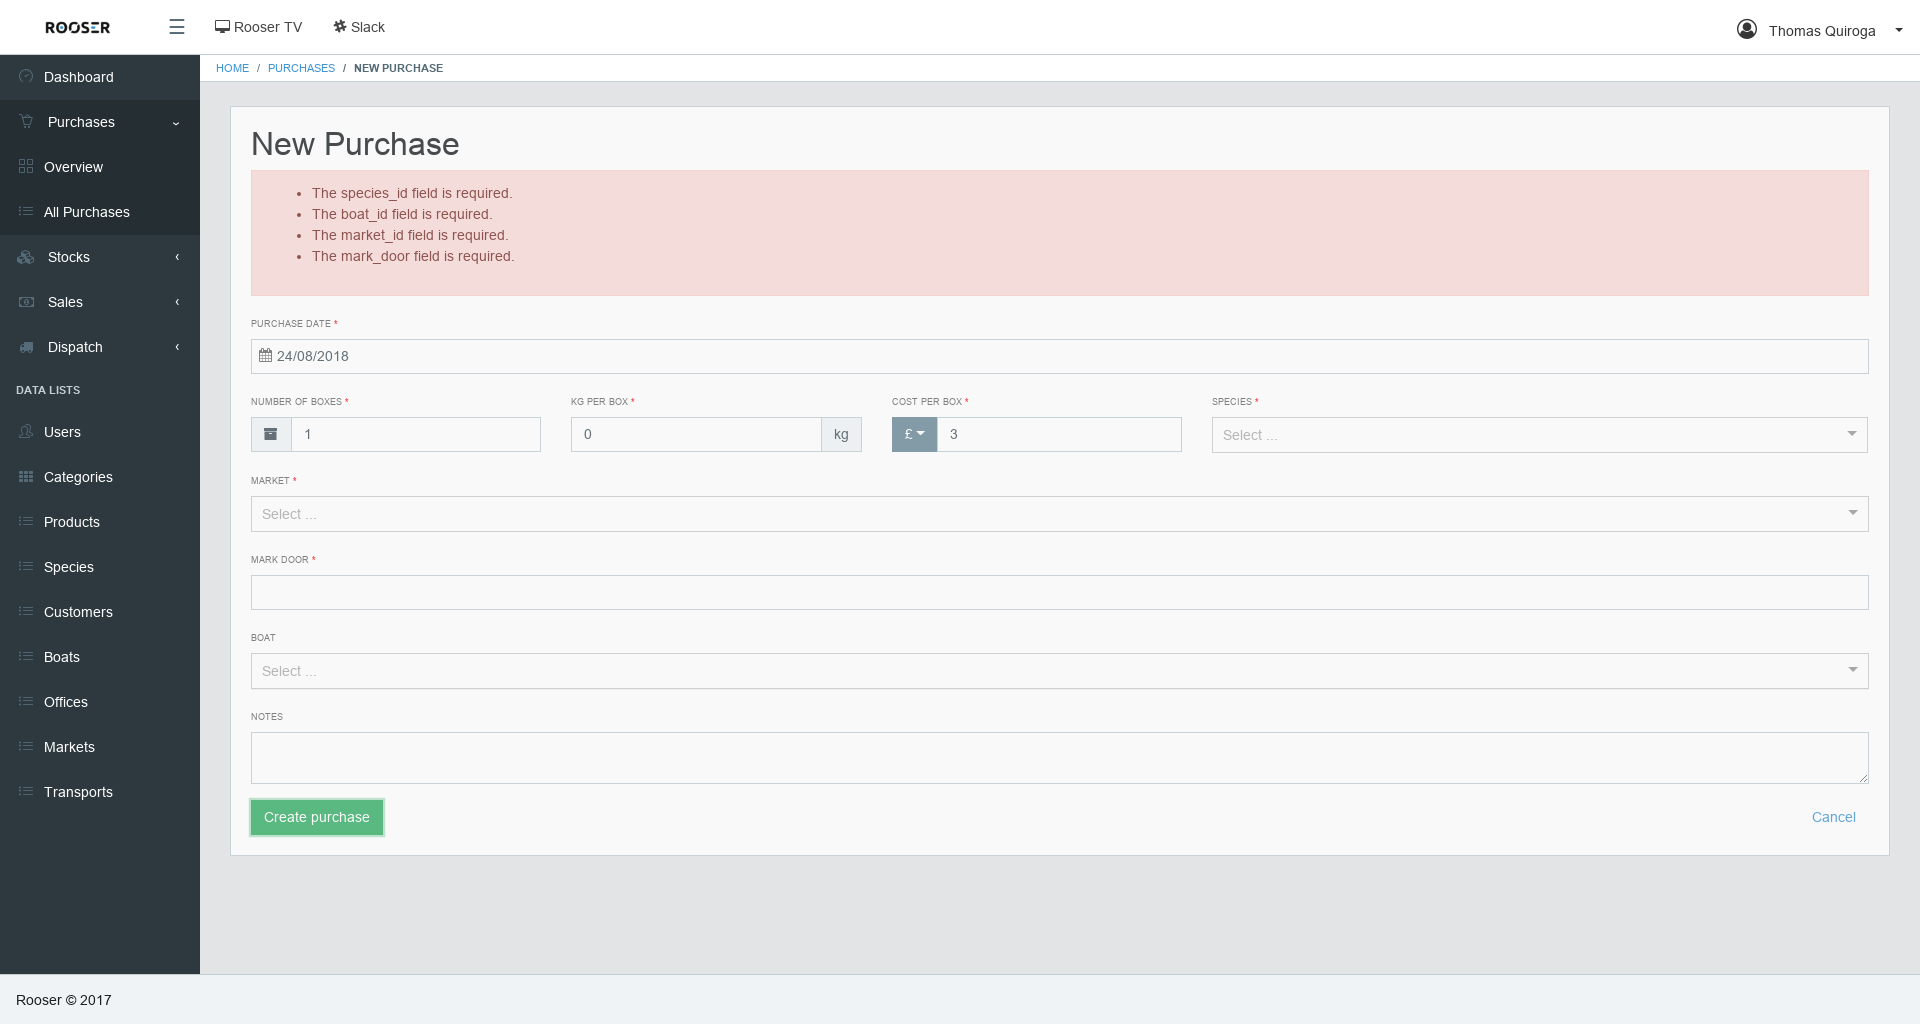 ROOSER
Rooser TV
Slack
Thomas Quiroga
HOME / PURCHASES / NEW PURCHASE
Dashboard
Purchases
Overview
All Purchases
Stocks
Sales
Dispatch
DATA LISTS
Users
Categories
Products
Species
Customers
Boats
Offices
Markets
Transports
New Purchase
• The species_id field is required.
• The boat_id field is required.
• The market_id field is required.
• The mark_door field is required.
PURCHASE DATE *
24/08/2018
NUMBER OF BOXES *
1
KG PER BOX *
0 kg
COST PER BOX *
£ 3
SPECIES *
Select ...
MARKET *
Select ...
MARK DOOR *
BOAT
Select ...
NOTES
Create purchase
Cancel
Rooser © 2017